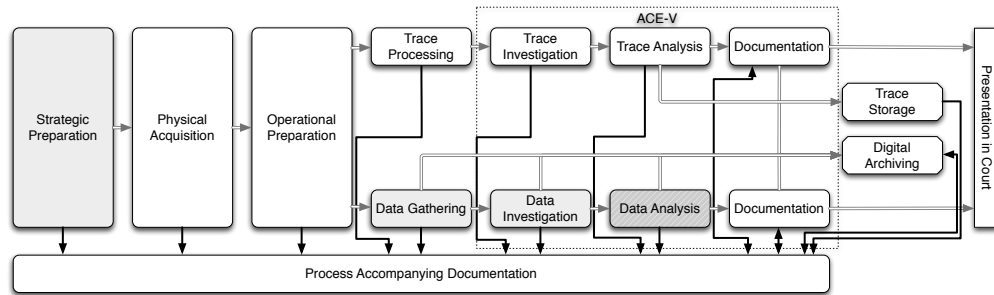 ACE-V
Strategic
Preparation
Physical
Acquisition
Operational
Preparation
Trace
Processing
Trace
Investigation
Trace Analysis
Documentation
Trace
Storage
Digital
Archiving
Data Gathering
Data
Investigation
Data Analysis
Documentation
Presentation in Court
Process Accompanying Documentation